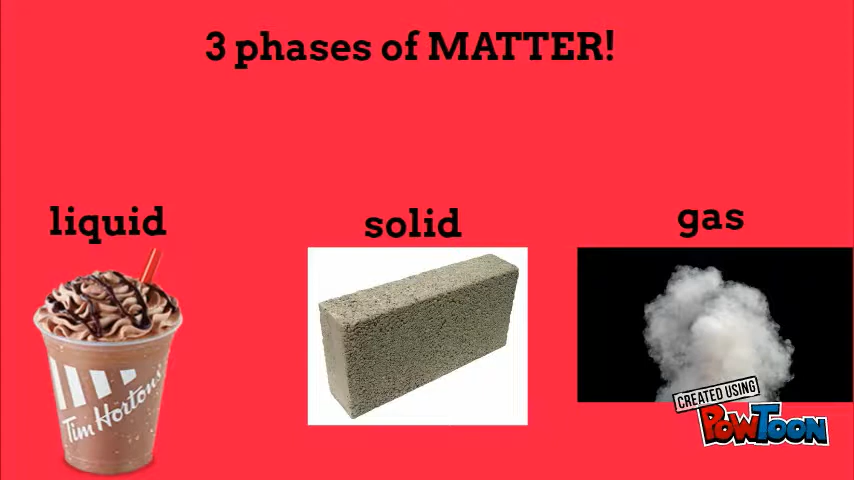 3 phases of MATTER!
liquid
solid
gas
Tim Hortons
CREATED USING
POWTOON